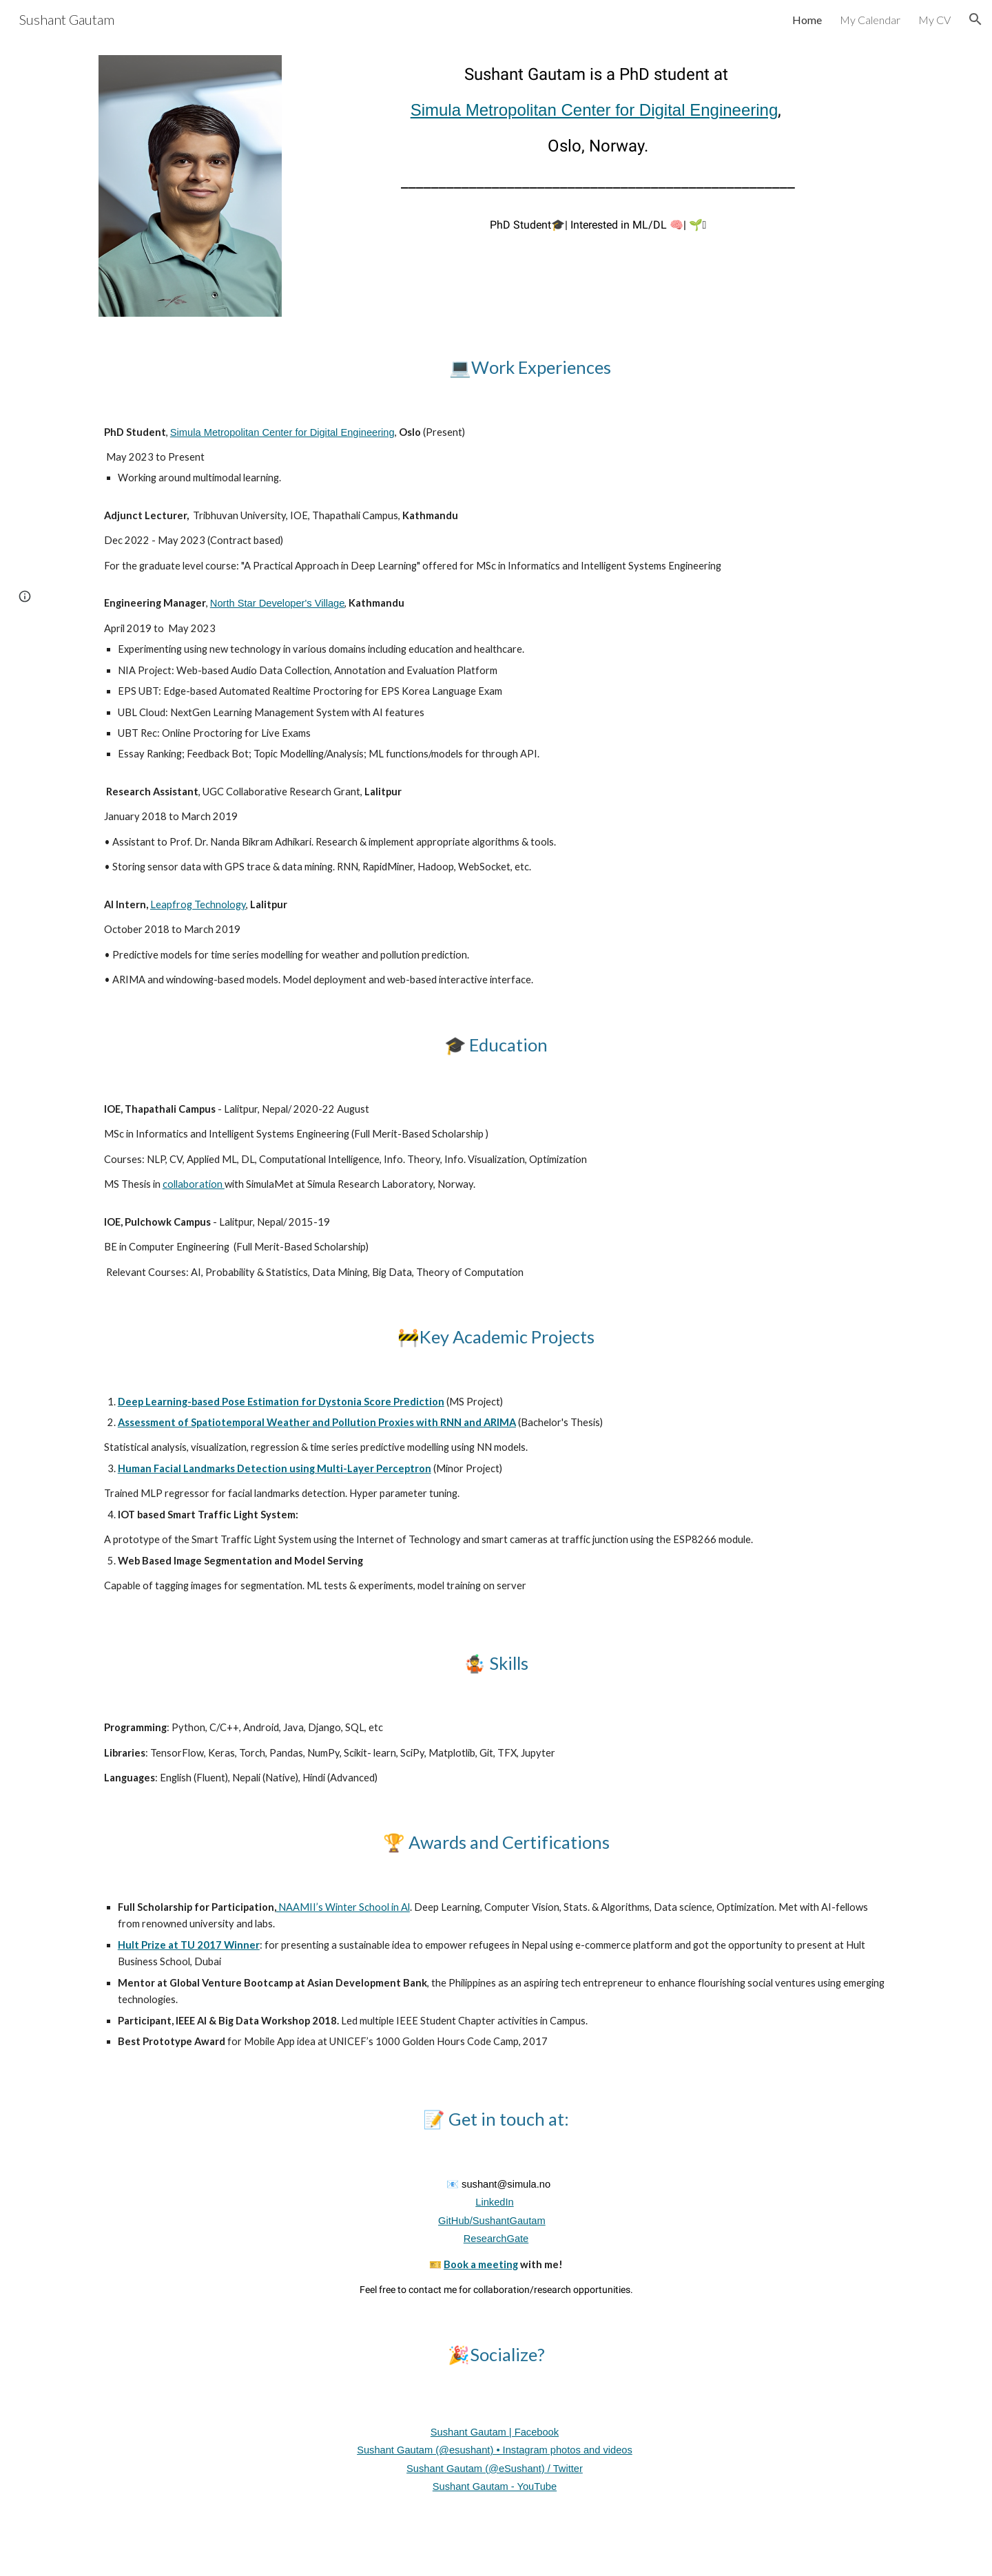 Sushant Gautam
Home
My Calendar
My CV
Sushant Gautam is a PhD student at
Simula Metropolitan Center for Digital Engineering,
Oslo, Norway.
____________________________________________________
PhD Student🎓| Interested in ML/DL 🧠| 🌱
💻Work Experiences
PhD Student, Simula Metropolitan Center for Digital Engineering, Oslo (Present)
May 2023 to Present
▪ Working around multimodal learning.
Adjunct Lecturer, Tribhuvan University, IOE, Thapathali Campus, Kathmandu
Dec 2022 - May 2023 (Contract based)
For the graduate level course: "A Practical Approach in Deep Learning" offered for MSc in Informatics and Intelligent Systems Engineering
Engineering Manager, North Star Developer's Village, Kathmandu
April 2019 to May 2023
▪ Experimenting using new technology in various domains including education and healthcare.
▪ NIA Project: Web-based Audio Data Collection, Annotation and Evaluation Platform
▪ EPS UBT: Edge-based Automated Realtime Proctoring for EPS Korea Language Exam
▪ UBL Cloud: NextGen Learning Management System with AI features
▪ UBT Rec: Online Proctoring for Live Exams
▪ Essay Ranking; Feedback Bot; Topic Modelling/Analysis; ML functions/models for through API.
Research Assistant, UGC Collaborative Research Grant, Lalitpur
January 2018 to March 2019
• Assistant to Prof. Dr. Nanda Bikram Adhikari. Research & implement appropriate algorithms & tools.
• Storing sensor data with GPS trace & data mining. RNN, RapidMiner, Hadoop, WebSocket, etc.
AI Intern, Leapfrog Technology, Lalitpur
October 2018 to March 2019
• Predictive models for time series modelling for weather and pollution prediction.
• ARIMA and windowing-based models. Model deployment and web-based interactive interface.
🎓 Education
IOE, Thapathali Campus - Lalitpur, Nepal/ 2020-22 August
MSc in Informatics and Intelligent Systems Engineering (Full Merit-Based Scholarship )
Courses: NLP, CV, Applied ML, DL, Computational Intelligence, Info. Theory, Info. Visualization, Optimization
MS Thesis in collaboration with SimulaMet at Simula Research Laboratory, Norway.
IOE, Pulchowk Campus - Lalitpur, Nepal/ 2015-19
BE in Computer Engineering (Full Merit-Based Scholarship)
Relevant Courses: AI, Probability & Statistics, Data Mining, Big Data, Theory of Computation
🚧Key Academic Projects
1. Deep Learning-based Pose Estimation for Dystonia Score Prediction (MS Project)
2. Assessment of Spatiotemporal Weather and Pollution Proxies with RNN and ARIMA (Bachelor's Thesis)
Statistical analysis, visualization, regression & time series predictive modelling using NN models.
3. Human Facial Landmarks Detection using Multi-Layer Perceptron (Minor Project)
Trained MLP regressor for facial landmarks detection. Hyper parameter tuning.
4. IOT based Smart Traffic Light System:
A prototype of the Smart Traffic Light System using the Internet of Technology and smart cameras at traffic junction using the ESP8266 module.
5. Web Based Image Segmentation and Model Serving
Capable of tagging images for segmentation. ML tests & experiments, model training on server
🤹 Skills
Programming: Python, C/C++, Android, Java, Django, SQL, etc
Libraries: TensorFlow, Keras, Torch, Pandas, NumPy, Scikit- learn, SciPy, Matplotlib, Git, TFX, Jupyter
Languages: English (Fluent), Nepali (Native), Hindi (Advanced)
🏆 Awards and Certifications
▪ Full Scholarship for Participation, NAAMII's Winter School in AI. Deep Learning, Computer Vision, Stats. & Algorithms, Data science, Optimization. Met with AI-fellows
from renowned university and labs.
▪ Hult Prize at TU 2017 Winner: for presenting a sustainable idea to empower refugees in Nepal using e-commerce platform and got the opportunity to present at Hult
Business School, Dubai
▪ Mentor at Global Venture Bootcamp at Asian Development Bank, the Philippines as an aspiring tech entrepreneur to enhance flourishing social ventures using emerging
technologies.
▪ Participant, IEEE AI & Big Data Workshop 2018. Led multiple IEEE Student Chapter activities in Campus.
▪ Best Prototype Award for Mobile App idea at UNICEF's 1000 Golden Hours Code Camp, 2017
📝 Get in touch at:
📧 sushant@simula.no
LinkedIn
GitHub/SushantGautam
ResearchGate
🎫 Book a meeting with me!
Feel free to contact me for collaboration/research opportunities.
🎉Socialize?
Sushant Gautam | Facebook
Sushant Gautam (@esushant) • Instagram photos and videos
Sushant Gautam (@eSushant) / Twitter
Sushant Gautam - YouTube